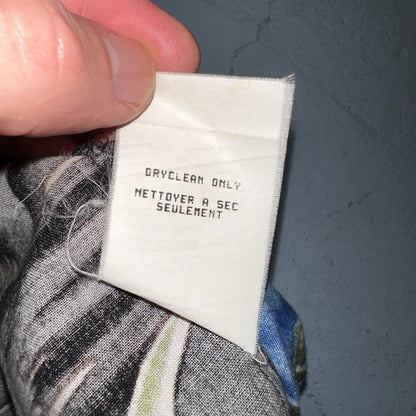 DRYCLEAN ONLY
NETTOYER A SEC
SEULEMENT